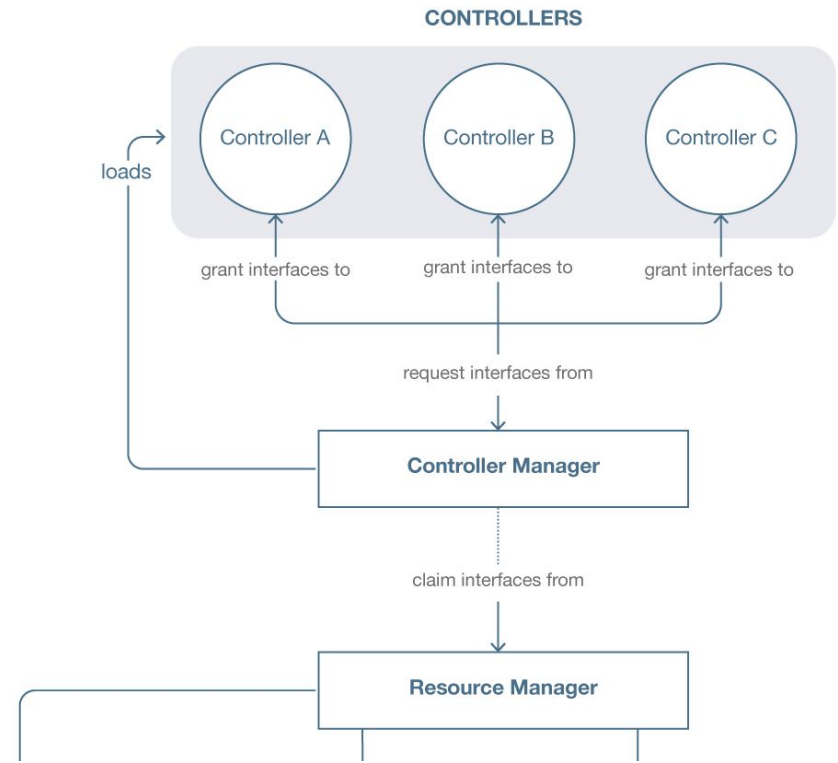 CONTROLLERS
Controller A
Controller B
Controller C
loads
grant interfaces to
grant interfaces to
grant interfaces to
request interfaces from
Controller Manager
claim interfaces from
Resource Manager